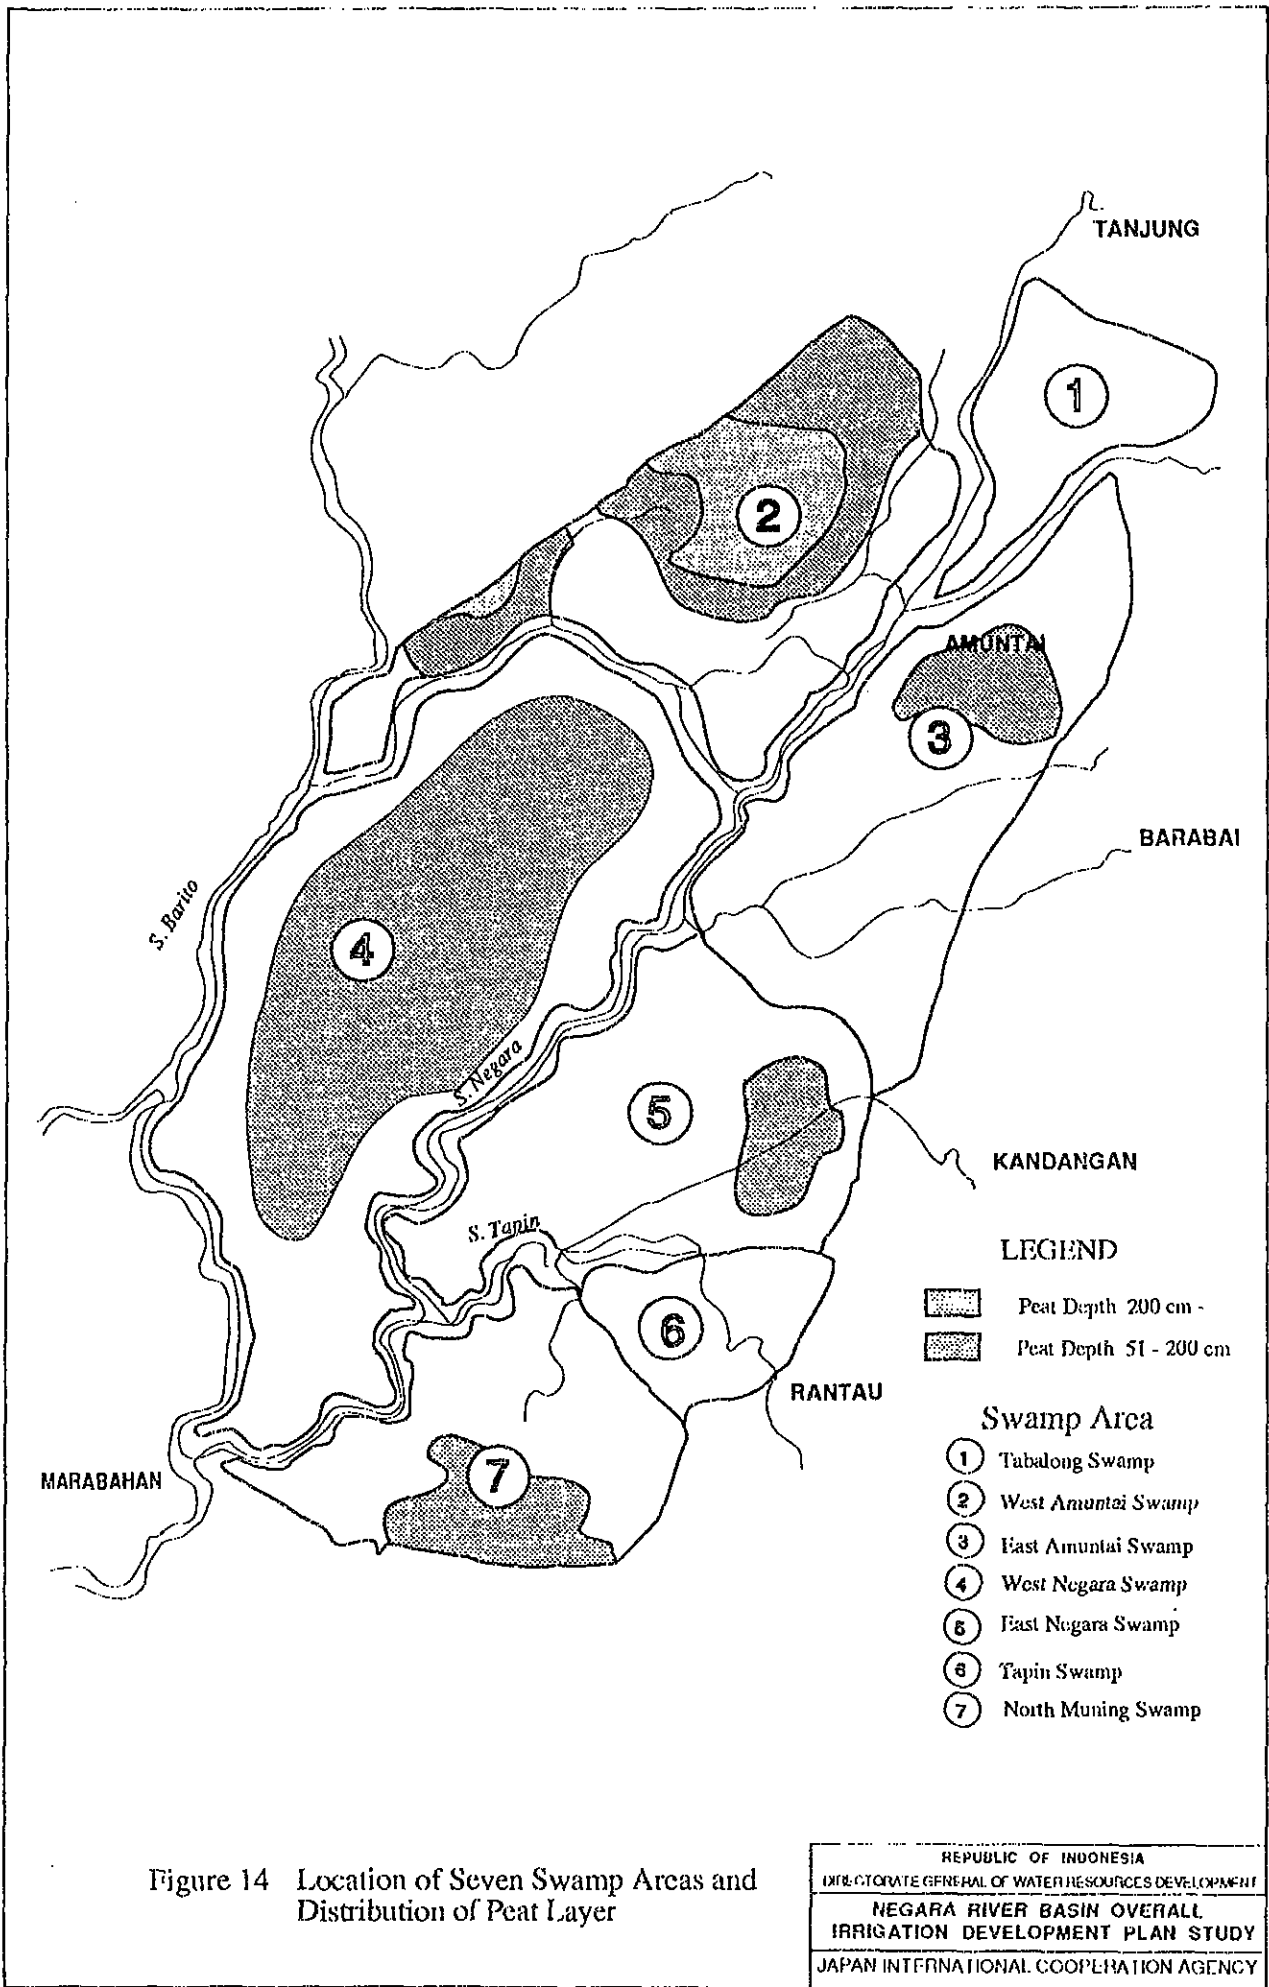 TANJUNG
1
2
AMUNTAI
3
BARABAI
S. Barito
4
S. Negara
5
KANDANGAN
S. Tapin
LEGEND
Peat Depth 200 cm -
Peat Depth 51 - 200 cm
6
RANTAU
Swamp Area
MARABAHAN
7
1 Tabalong Swamp
2 West Amuntai Swamp
3 East Amuntai Swamp
4 West Negara Swamp
5 East Negara Swamp
6 Tapin Swamp
7 North Muning Swamp
Figure 14 Location of Seven Swamp Areas and
Distribution of Peat Layer
REPUBLIC OF INDONESIA
DIRECTORATE GENERAL OF WATER RESOURCES DEVELOPMENT
NEGARA RIVER BASIN OVERALL
IRRIGATION DEVELOPMENT PLAN STUDY
JAPAN INTERNATIONAL COOPERATION AGENCY